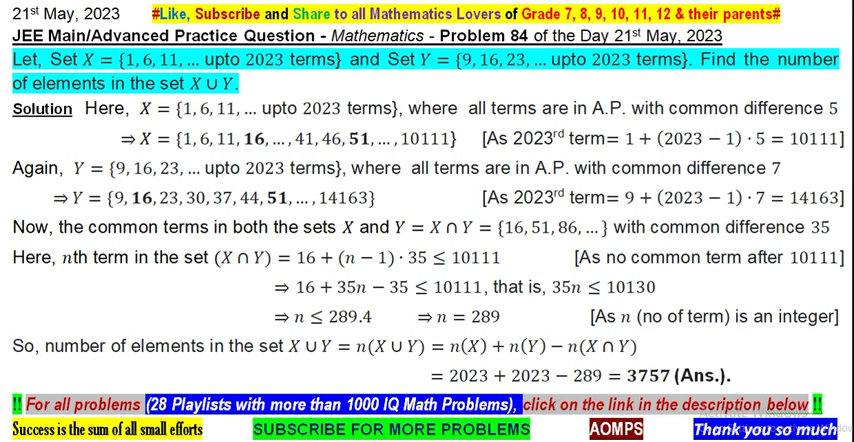 21st May, 2023 #Like, Subscribe and Share to all Mathematics Lovers of Grade 7, 8, 9, 10, 11, 12 & their parents#
JEE Main/Advanced Practice Question - Mathematics - Problem 84 of the Day 21st May, 2023
Let, Set X = {1, 6, 11, ... upto 2023 terms} and Set Y = {9, 16, 23, ... upto 2023 terms}. Find the number
of elements in the set X ∪ Y.
Solution Here, X = {1, 6, 11, ... upto 2023 terms}, where all terms are in A.P. with common difference 5
⇒ X = {1, 6, 11, 16, ... , 41, 46, 51, ... , 10111} [As 2023rd term= 1 + (2023 − 1) · 5 = 10111]
Again, Y = {9, 16, 23, ... upto 2023 terms}, where all terms are in A.P. with common difference 7
⇒ Y = {9, 16, 23, 30, 37, 44, 51, ... , 14163} [As 2023rd term= 9 + (2023 − 1) · 7 = 14163]
Now, the common terms in both the sets X and Y = X ∩ Y = {16, 51, 86, ... } with common difference 35
Here, nth term in the set (X ∩ Y) = 16 + (n − 1) · 35 ≤ 10111 [As no common term after 10111]
⇒ 16 + 35n − 35 ≤ 10111, that is, 35n ≤ 10130
⇒ n ≤ 289.4 ⇒ n = 289 [As n (no of term) is an integer]
So, number of elements in the set X ∪ Y = n(X ∪ Y) = n(X) + n(Y) − n(X ∩ Y)
= 2023 + 2023 − 289 = 3757 (Ans.).
!! For all problems (28 Playlists with more than 1000 IQ Math Problems), click on the link in the description below !!
Success is the sum of all small efforts SUBSCRIBE FOR MORE PROBLEMS AOMPS Thank you so much